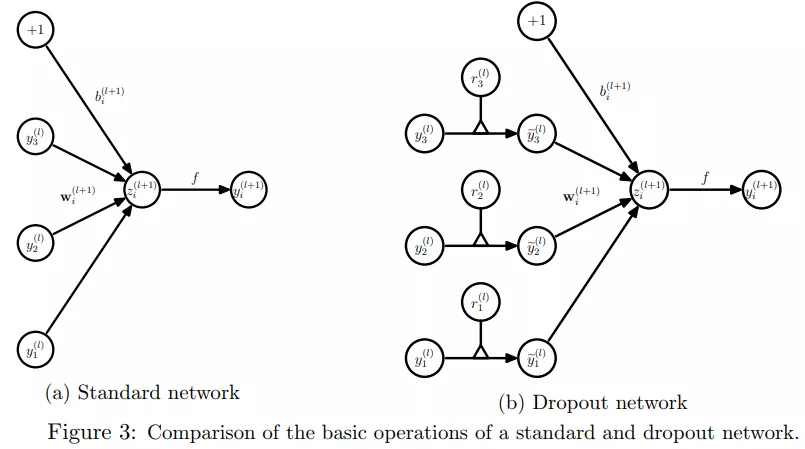 +1
b_i^{(l+1)}
y_3^{(l)}
w_i^{(l+1)}
z_i^{(l+1)}
f
y_i^{(l+1)}
y_2^{(l)}
y_1^{(l)}
(a) Standard network
+1
b_i^{(l+1)}
r_3^{(l)}
y_3^{(l)}
ỹ_3^{(l)}
r_2^{(l)}
w_i^{(l+1)}
z_i^{(l+1)}
f
y_i^{(l+1)}
y_2^{(l)}
ỹ_2^{(l)}
r_1^{(l)}
y_1^{(l)}
ỹ_1^{(l)}
(b) Dropout network
Figure 3: Comparison of the basic operations of a standard and dropout network.